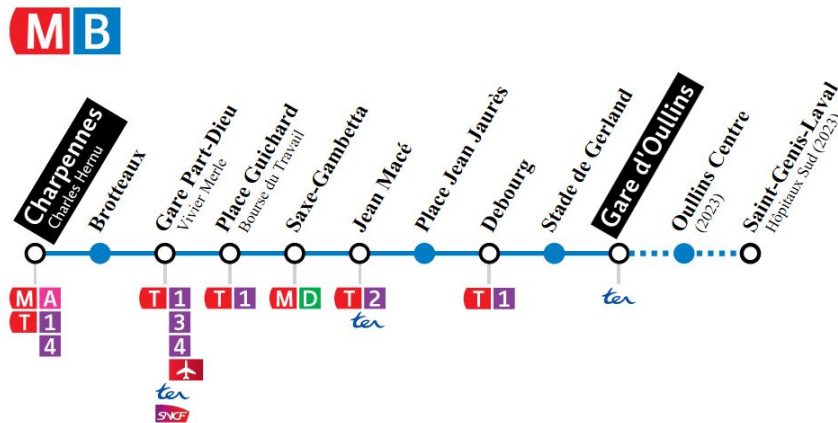 M B
Charpennes
Charles Hernu
Brotteaux
Gare Part-Dieu
Vivier Merle
Place Guichard
Bourse du Travail
Saxe-Gambetta
Jean Macé
Place Jean Jaurès
Debourg
Stade de Gerland
Gare d'Oullins
Oullins Centre
(2023)
Saint-Genis-Laval
Hôpitaux Sud (2023)
M A
T 1
4
T 1
3
4
ter
SNCF
T 1
M D
T 2
ter
T 1
ter